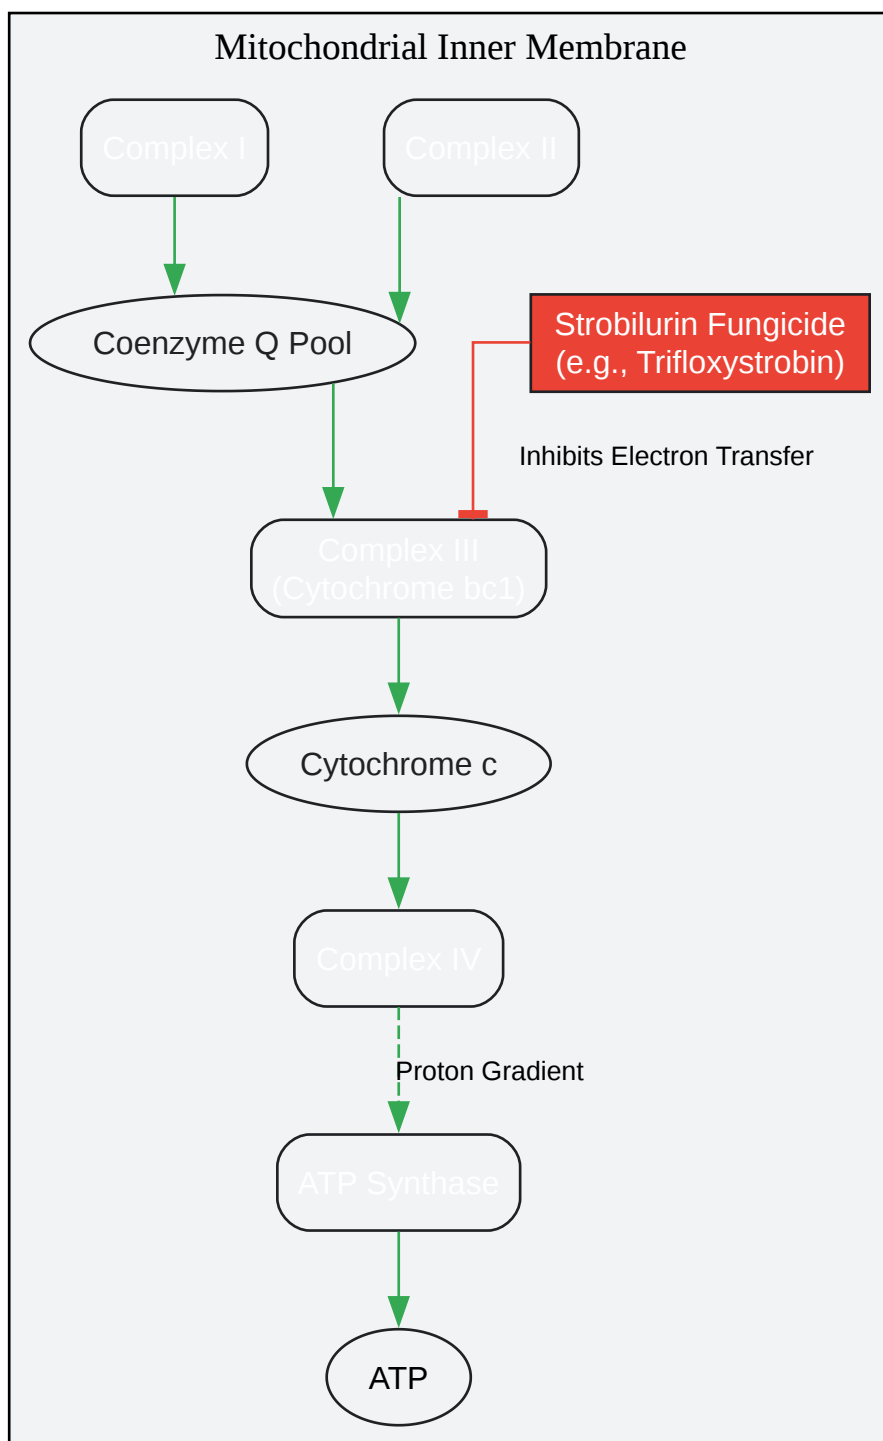 Mitochondrial Inner Membrane
Complex I
Complex II
Coenzyme Q Pool
Strobilurin Fungicide
(e.g., Trifloxystrobin)
Inhibits Electron Transfer
Complex III
(Cytochrome bc1)
Cytochrome c
Complex IV
Proton Gradient
ATP Synthase
ATP